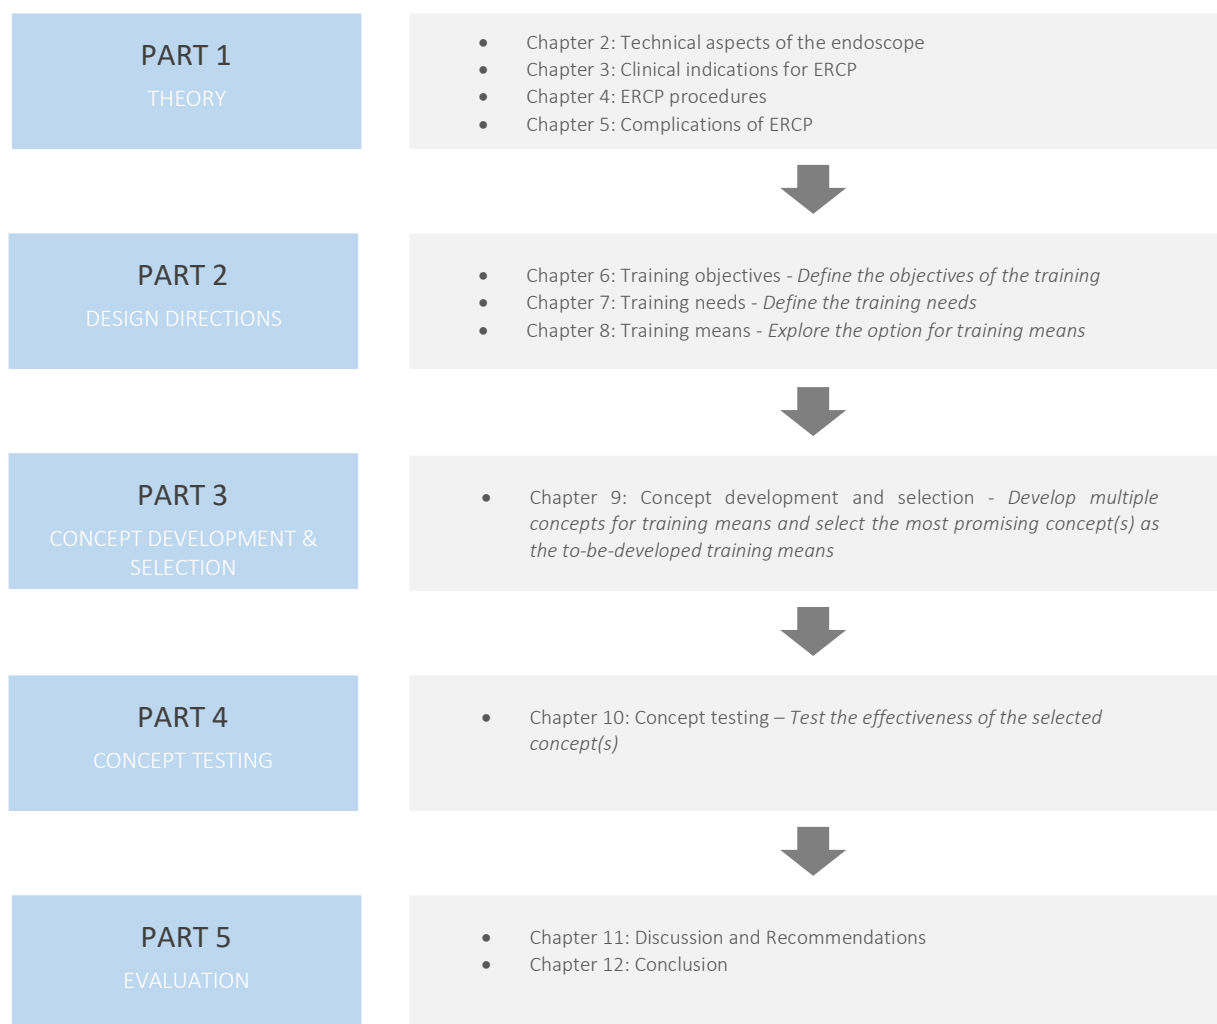 PART 1
THEORY
• Chapter 2: Technical aspects of the endoscope
• Chapter 3: Clinical indications for ERCP
• Chapter 4: ERCP procedures
• Chapter 5: Complications of ERCP
PART 2
DESIGN DIRECTIONS
• Chapter 6: Training objectives - Define the objectives of the training
• Chapter 7: Training needs - Define the training needs
• Chapter 8: Training means - Explore the option for training means
PART 3
CONCEPT DEVELOPMENT &
SELECTION
• Chapter 9: Concept development and selection - Develop multiple
concepts for training means and select the most promising concept(s) as
the to-be-developed training means
PART 4
CONCEPT TESTING
• Chapter 10: Concept testing – Test the effectiveness of the selected
concept(s)
PART 5
EVALUATION
• Chapter 11: Discussion and Recommendations
• Chapter 12: Conclusion